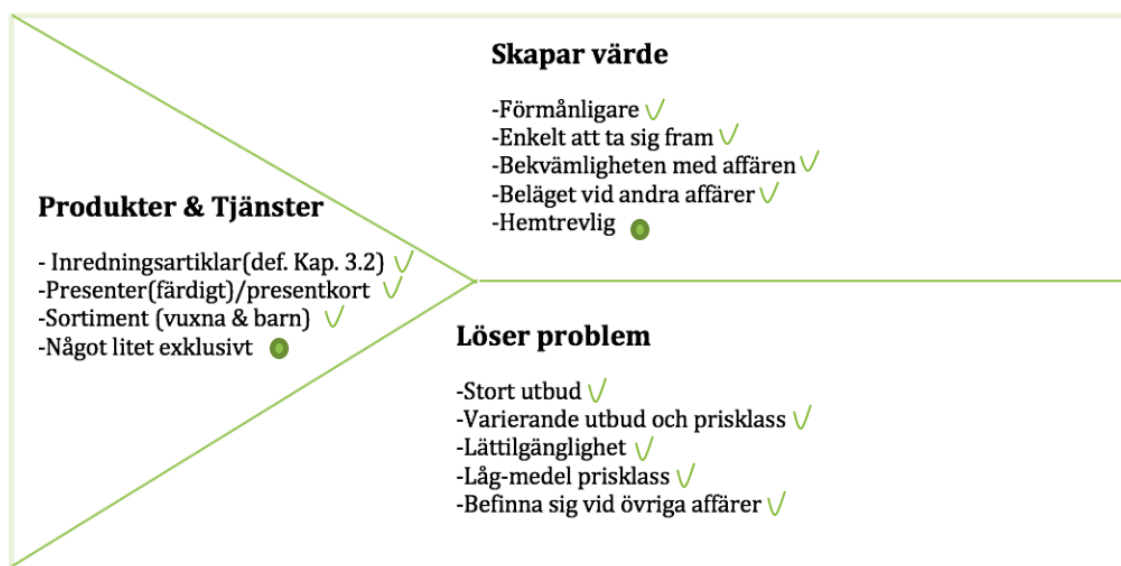 Skapar värde
-Förmånligare
-Enkelt att ta sig fram
-Bekvämligheten med affären
-Beläget vid andra affärer
-Hemtrevlig
Produkter & Tjänster
- Inredningsartiklar(def. Kap. 3.2)
-Presenter(färdigt)/presentkort
-Sortiment (vuxna & barn)
-Något litet exklusivt
Löser problem
-Stort utbud
-Varierande utbud och prisklass
-Lättilgänglighet
-Låg-medel prisklass
-Befinna sig vid övriga affärer